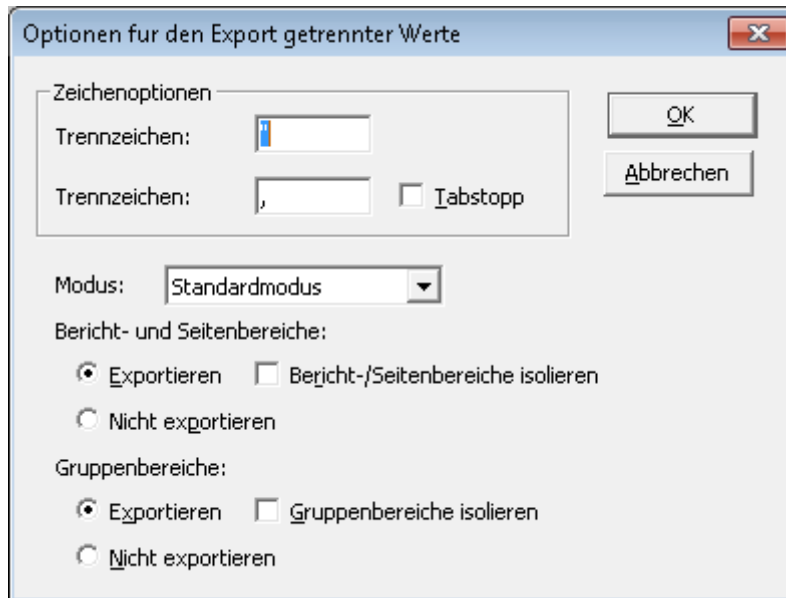 Optionen fur den Export getrennter Werte
Zeichenoptionen
Trennzeichen: "
Trennzeichen: , Tabstopp
OK
Abbrechen
Modus: Standardmodus
Bericht- und Seitenbereiche:
Exportieren Bericht-/Seitenbereiche isolieren
Nicht exportieren
Gruppenbereiche:
Exportieren Gruppenbereiche isolieren
Nicht exportieren